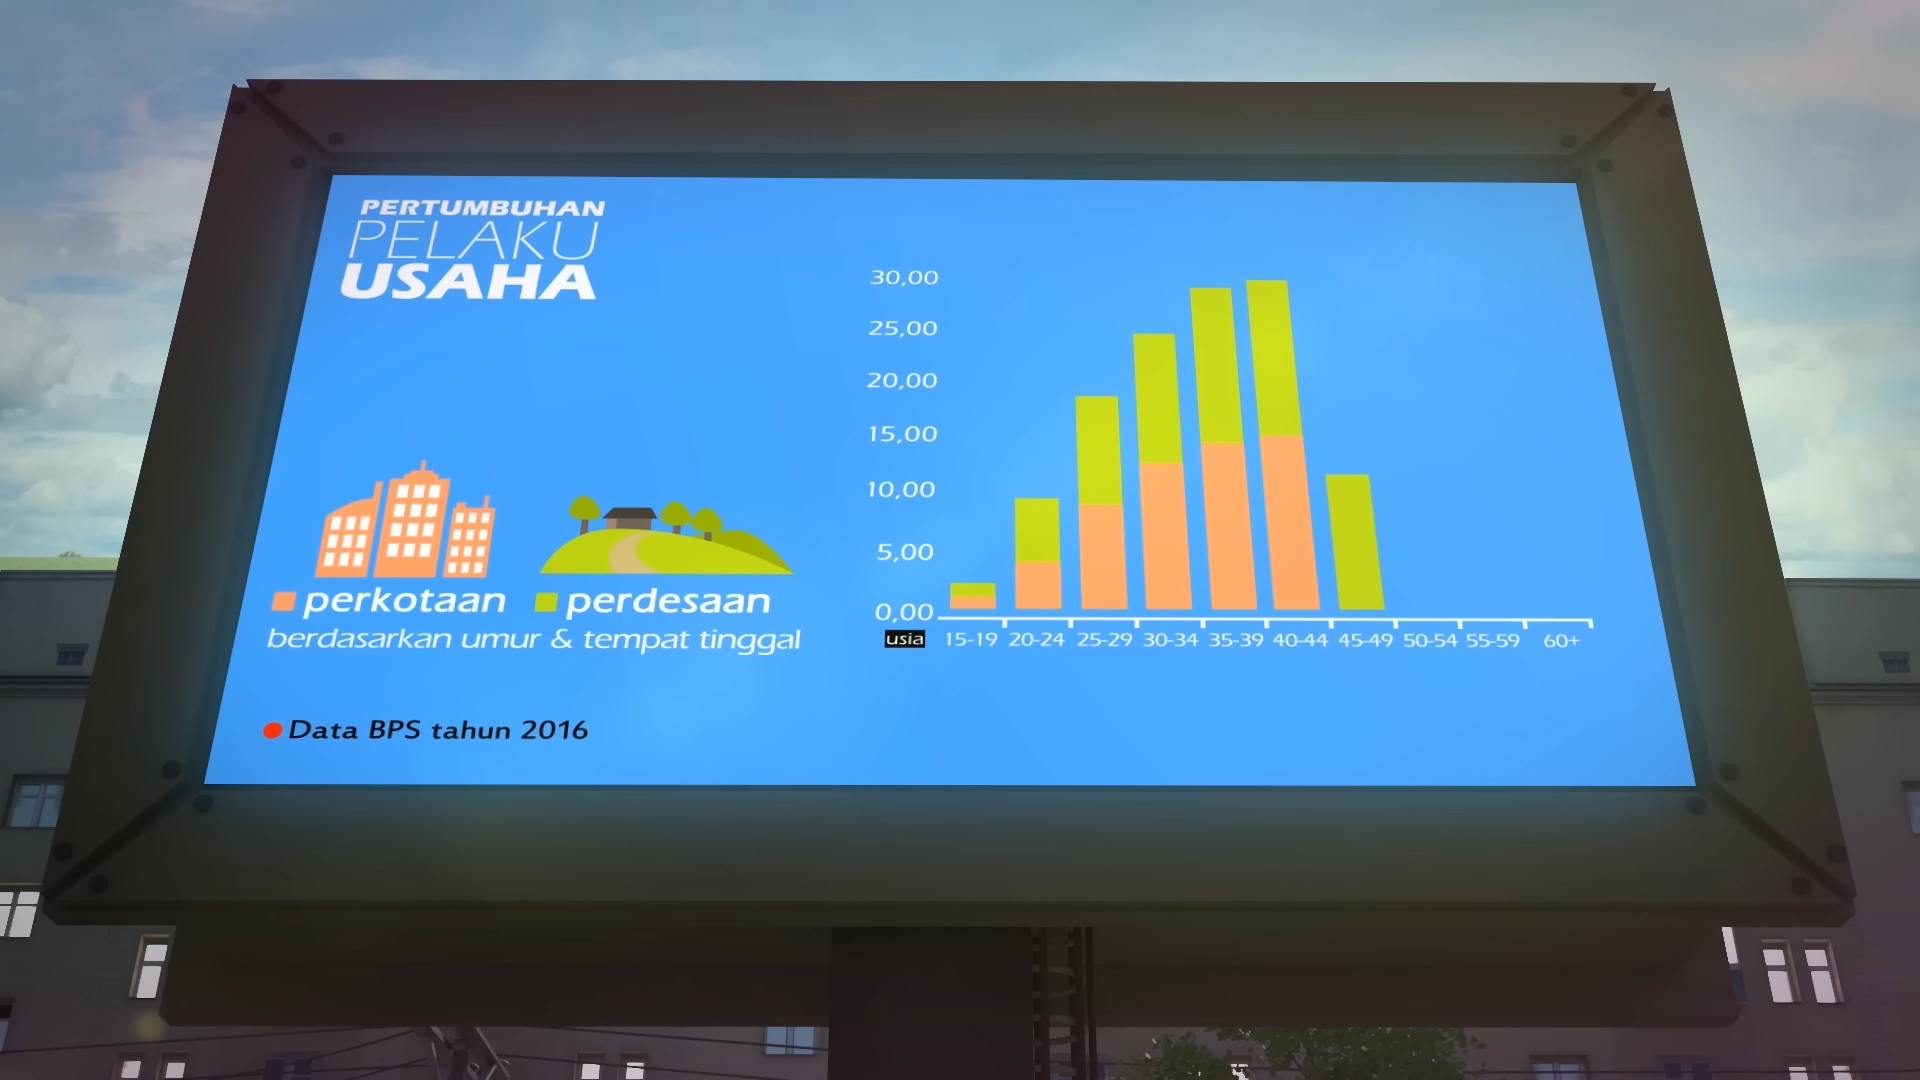 PERTUMBUHAN
PELAKU
USAHA
perkotaan
perdesaan
berdasarkan umur & tempat tinggal
Data BPS tahun 2016
30,00
25,00
20,00
15,00
10,00
5,00
0,00
usia 15-19 20-24 25-29 30-34 35-39 40-44 45-49 50-54 55-59 60+